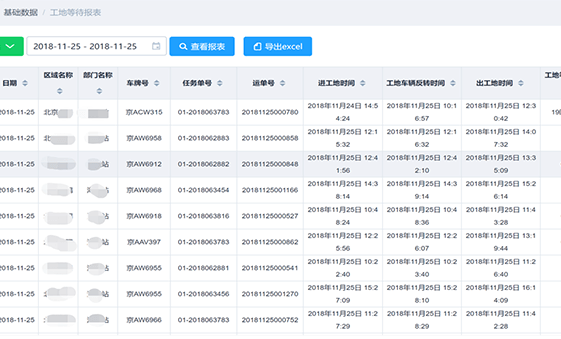 基础数据 / 工地等待报表
2018-11-25 - 2018-11-25 查看报表 导出excel
日期 区域名称 部门名称 车牌号 任务单号 运单号 进工地时间 工地车辆反转时间 出工地时间 工地等
2018-11-25 北京 京ACW315 01-2018063783 20181125000780 2018年11月24日 14:54:24 2018年11月25日 10:16:57 2018年11月25日 12:30:42 19
2018-11-25 北 站 京AW6958 01-2018062883 20181125000858 2018年11月25日 12:15:32 2018年11月25日 12:16:32 2018年11月25日 14:07:32
2018-11-25 站 京AW6912 01-2018062882 20181125000848 2018年11月25日 12:41:56 2018年11月25日 12:42:10 2018年11月25日 13:35:09
2018-11-25 站 京AW6968 01-2018063454 20181125001166 2018年11月25日 14:38:14 2018年11月25日 14:39:14 2018年11月25日 15:26:14
2018-11-25 站 京AW6918 01-2018063816 20181125000527 2018年11月25日 10:48:24 2018年11月25日 10:48:36 2018年11月25日 11:43:28
2018-11-25 站 京AAV397 01-2018063783 20181125000862 2018年11月25日 12:25:56 2018年11月25日 12:26:07 2018年11月25日 13:19:44
2018-11-25 站 京AW6955 01-2018062881 20181125000541 2018年11月25日 10:22:40 2018年11月25日 10:23:40 2018年11月25日 11:26:40
2018-11-25 站 京AW6955 01-2018063456 20181125001270 2018年11月25日 15:27:09 2018年11月25日 15:28:10 2018年11月25日 16:14:09
2018-11-25 站 京AW6966 01-2018063783 20181125000752 2018年11月25日 11:27:29 2018年11月25日 11:28:29 2018年11月25日 11:42:28